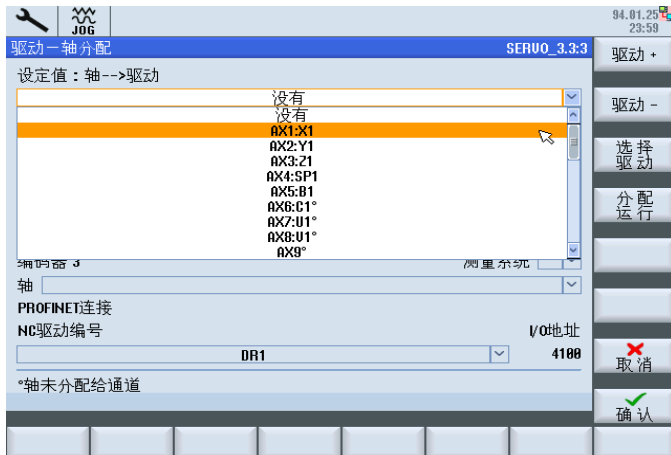 JOG
94.01.25
23:59
驱动－轴分配
SERVO_3.3:3
驱动 +
设定值：轴-->驱动
没有
驱动 -
没有
AX1:X1
AX2:Y1
AX3:Z1
选择
驱动
AX4:SP1
AX5:B1
AX6:C1°
分配
运行
AX7:U1°
AX8:U1°
AX9°
编码器 3
测量系统
轴
PROFINET连接
NC驱动编号
I/O地址
DR1
4100
取消
°轴未分配给通道
确认